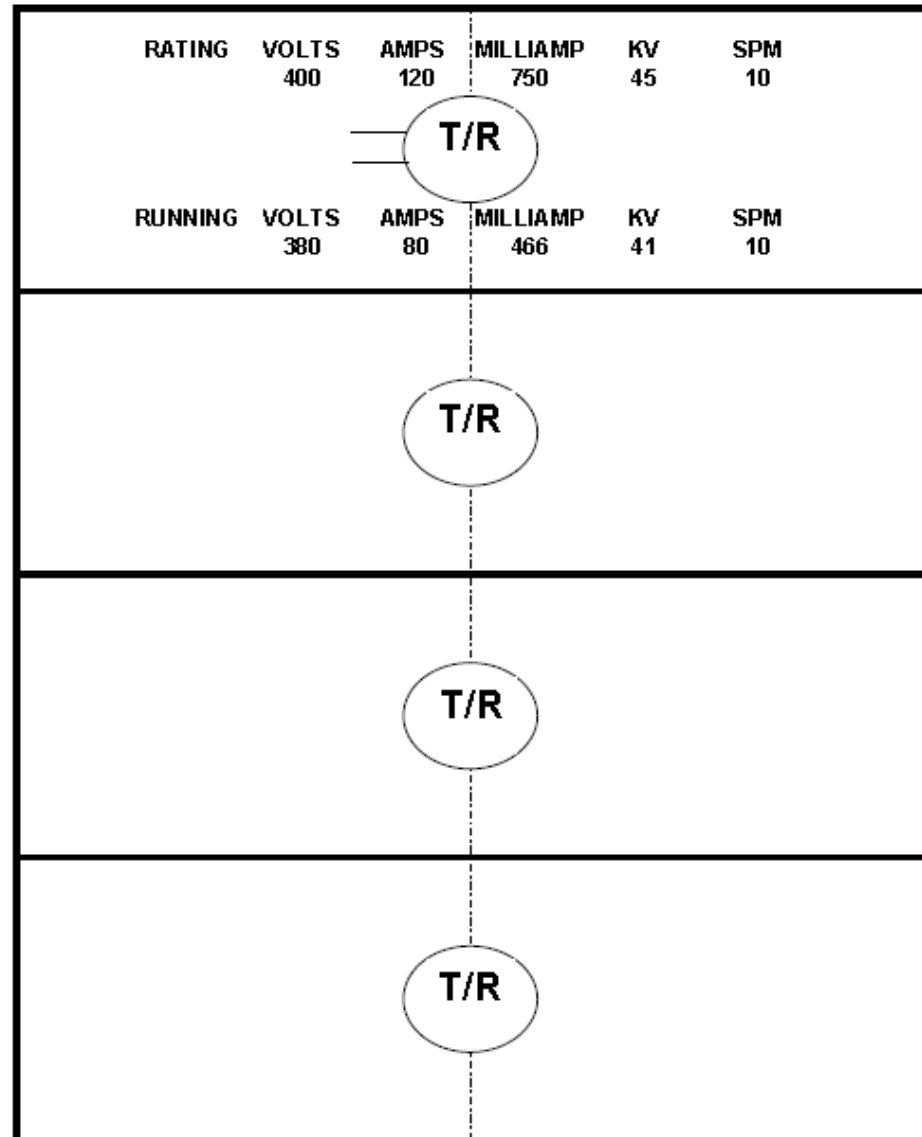 RATING VOLTS AMPS MILLIAMP KV SPM
400 120 750 45 10
T/R
RUNNING VOLTS AMPS MILLIAMP KV SPM
380 80 466 41 10
T/R
T/R
T/R